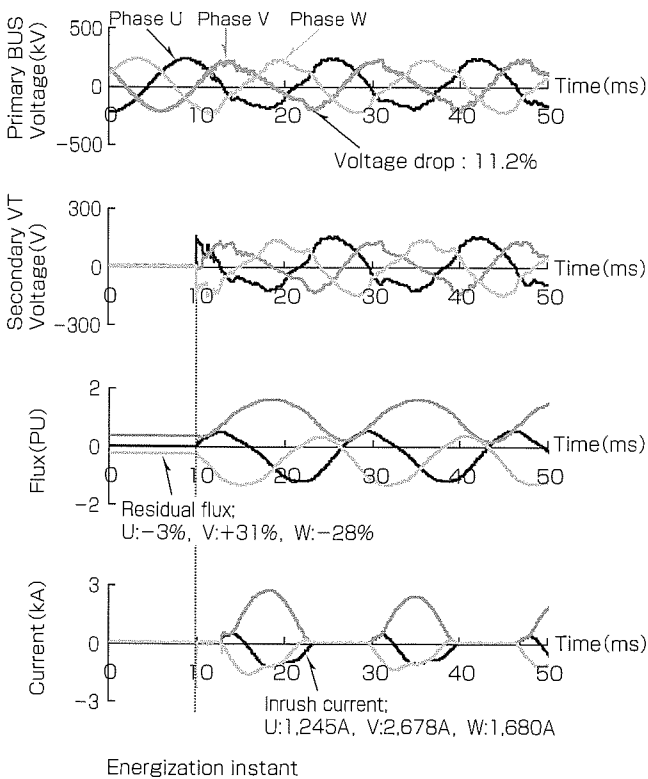 Phase U Phase V Phase W
Primary BUS
Voltage(kV)
500
0
-500
0 10 20 30 40 50
Time(ms)
Voltage drop : 11.2%
Secondary VT
Voltage(V)
300
0
-300
0 10 20 30 40 50
Time(ms)
Flux(PU)
2
0
-2
0 10 20 30 40 50
Time(ms)
Residual flux;
U:-3%, V:+31%, W:-28%
Current(kA)
3
0
-3
0 10 20 30 40 50
Time(ms)
Inrush current;
U:1,245A, V:2,678A, W:1,680A
Energization instant